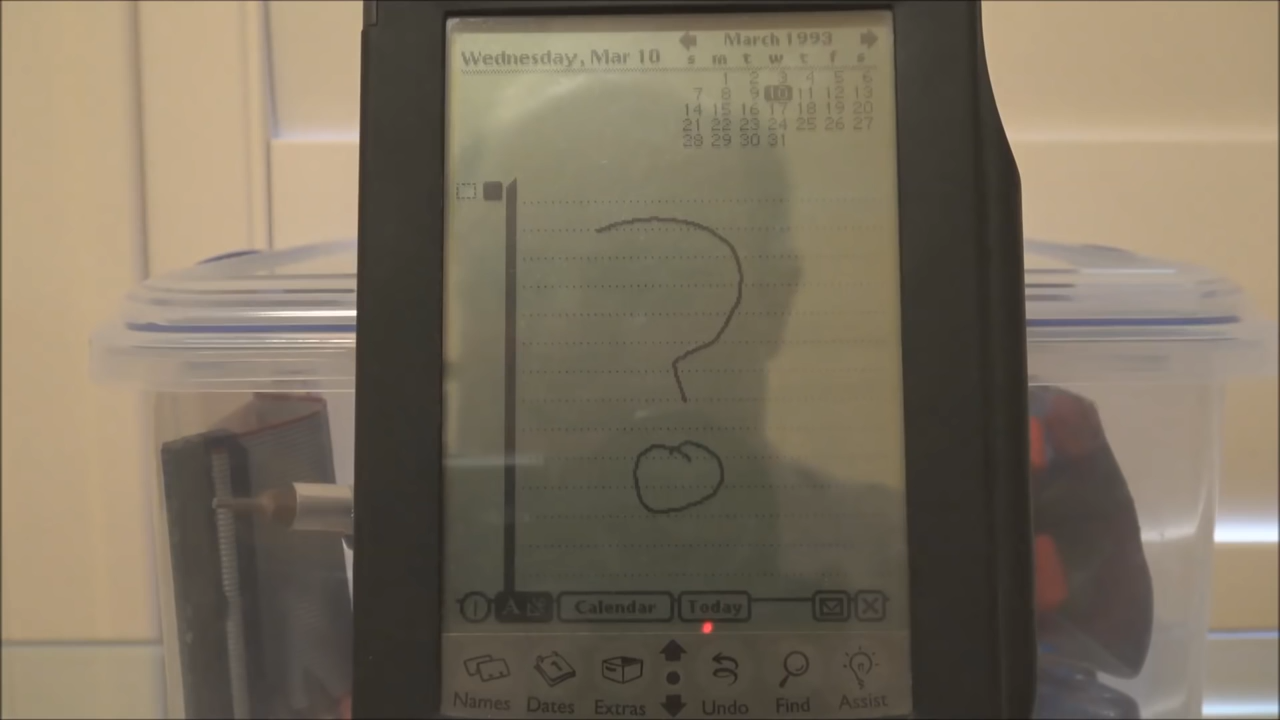 March 1993
Wednesday, Mar 10
s m t w t f s
1 2 3 4 5 6
7 8 9 10 11 12 13
14 15 16 17 18 19 20
21 22 23 24 25 26 27
28 29 30 31
?
A Calendar Today
Names Dates Extras Undo Find Assist